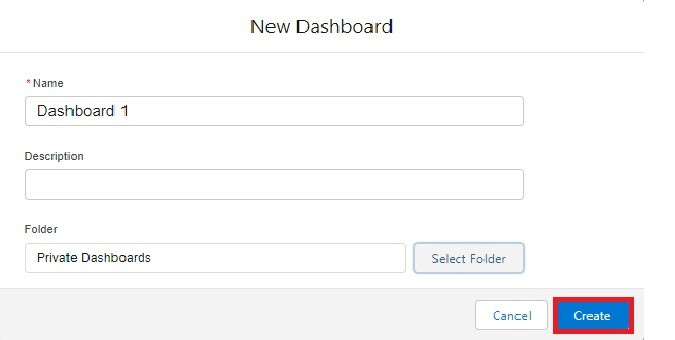 New Dashboard
* Name
Dashboard 1
Description
Folder
Private Dashboards
Select Folder
Cancel
Create